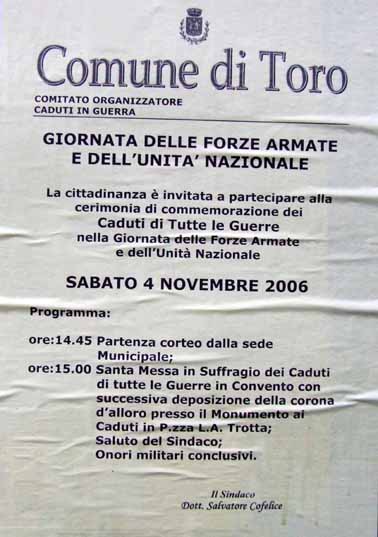 Comune di Toro
COMITATO ORGANIZZATORE
CADUTI IN GUERRA
GIORNATA DELLE FORZE ARMATE
E DELL'UNITA' NAZIONALE
La cittadinanza è invitata a partecipare alla
cerimonia di commemorazione dei
Caduti di Tutte le Guerre
nella Giornata delle Forze Armate
e dell'Unità Nazionale
SABATO 4 NOVEMBRE 2006
Programma:
ore:14.45 Partenza corteo dalla sede
Municipale;
ore:15.00 Santa Messa in Suffragio dei Caduti
di tutte le Guerre in Convento con
successiva deposizione della corona
d'alloro presso il Monumento ai
Caduti in P.zza L.A. Trotta;
Saluto del Sindaco;
Onori militari conclusivi.
Il Sindaco
Dott. Salvatore Cofelice